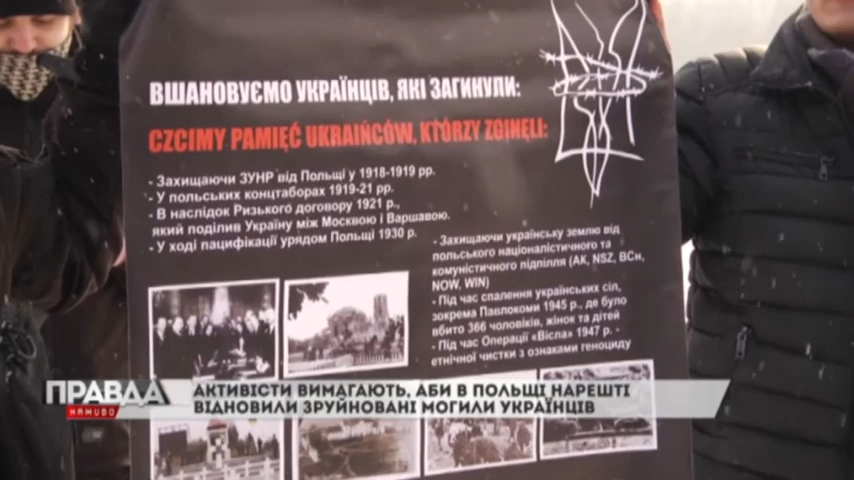 ВШАНОВУЄМО УКРАЇНЦІВ, ЯКІ ЗАГИНУЛИ:
CZCIMY PAMIĘĆ UKRAIŃCÓW, KTÓRZY ZGINĘLI:
- Захищаючи ЗУНР від Польщі у 1918-1919 рр.
- У польських концтаборах 1919-21 рр.
- В наслідок Ризького договору 1921 р.,
який поділив Україну між Москвою і Варшавою.
- У ході пацифікації урядом Польщі 1930 р.
- Захищаючи українську землю від
польського націоналістичного та
комуністичного підпілля (AK, NSZ, BCH,
NOW, WIN)
- Під час спалення українських сіл,
зокрема Павлокоми 1945 р., де було
вбито 366 чоловіків, жінок та дітей
- Під час Операції «Вісла» 1947 р. -
етнічної чистки з ознаками геноциду
ПРАВДА
НАЖИВО
АКТИВІСТИ ВИМАГАЮТЬ, АБИ В ПОЛЬЩІ НАРЕШТІ
ВІДНОВИЛИ ЗРУЙНОВАНІ МОГИЛИ УКРАЇНЦІВ